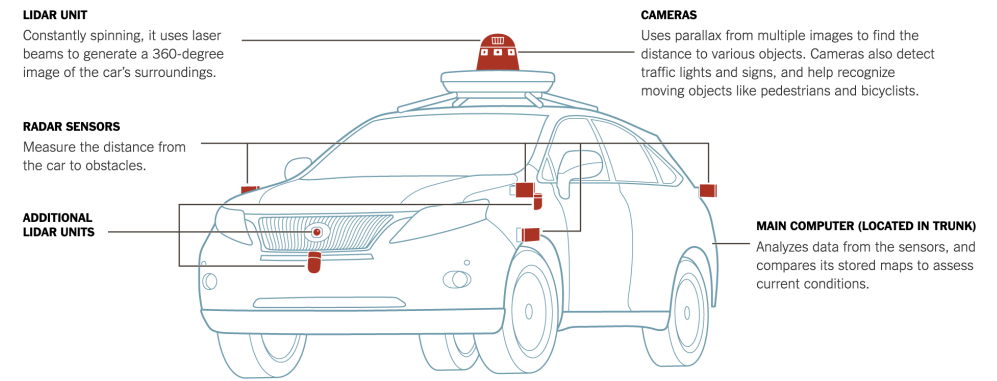 LIDAR UNIT
Constantly spinning, it uses laser
beams to generate a 360-degree
image of the car’s surroundings.
CAMERAS
Uses parallax from multiple images to find the
distance to various objects. Cameras also detect
traffic lights and signs, and help recognize
moving objects like pedestrians and bicyclists.
RADAR SENSORS
Measure the distance from
the car to obstacles.
ADDITIONAL
LIDAR UNITS
MAIN COMPUTER (LOCATED IN TRUNK)
Analyzes data from the sensors, and
compares its stored maps to assess
current conditions.